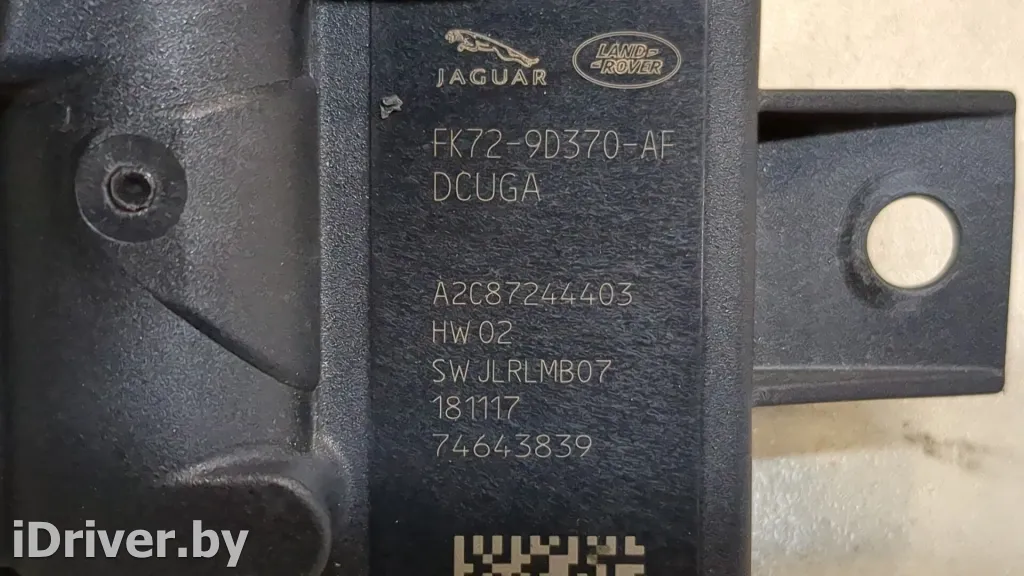 JAGUAR
LAND-
-ROVER
FK72-9D370-AF
DCUGA
A2C87244403
HW 02
SW JLRLMB07
181117
74643839
iDriver.by